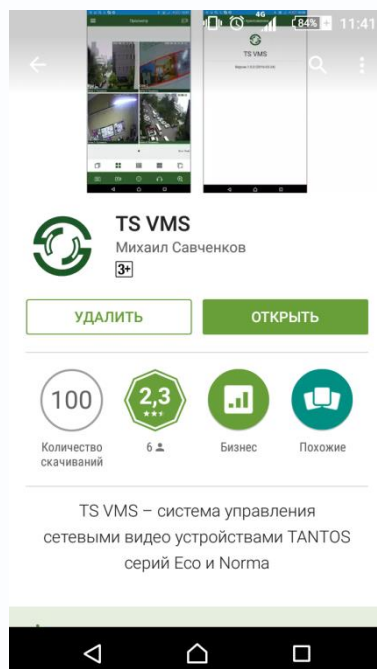 4G
84%
11:41
TS VMS
TS VMS
Михаил Савченков
3+
УДАЛИТЬ
ОТКРЫТЬ
100
2,3
Количество
скачиваний
6
Бизнес
Похожие
TS VMS – система управления
сетевыми видео устройствами TANTOS
серий Eco и Norma